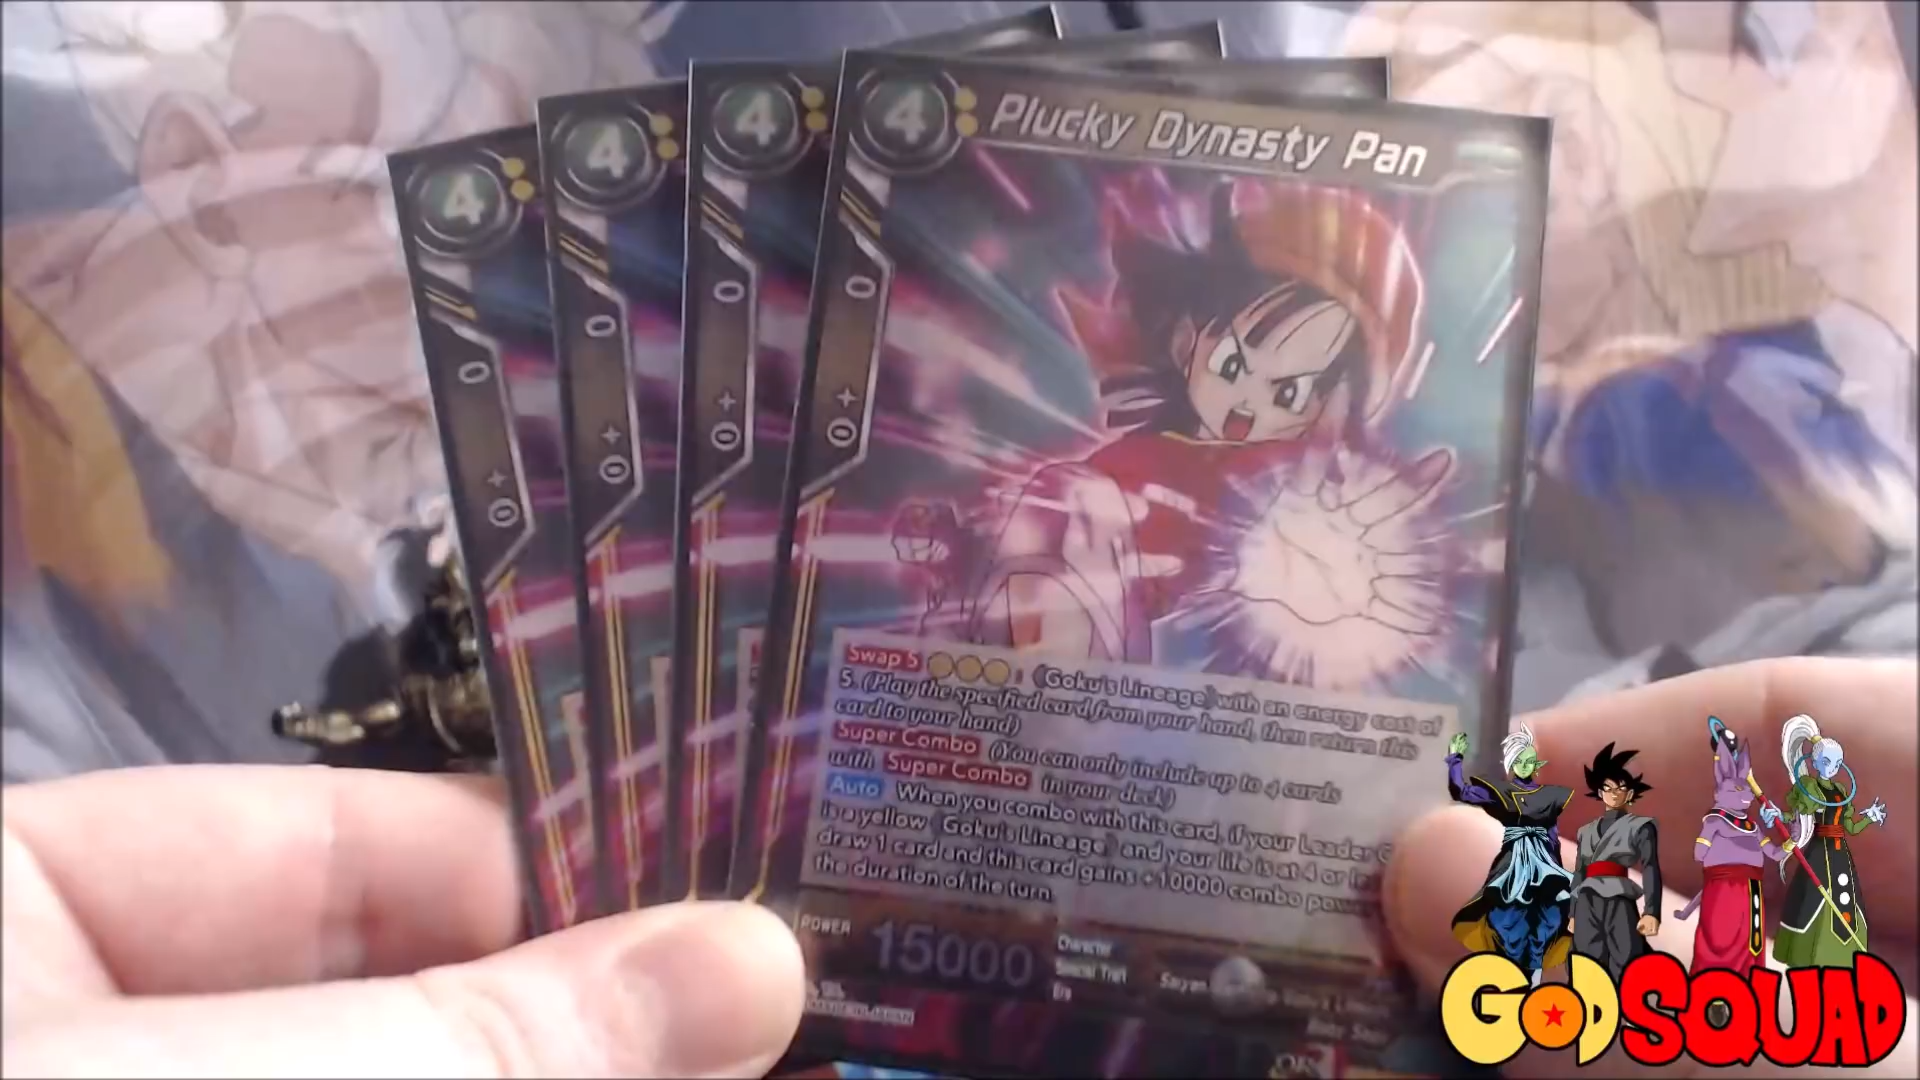 4
4
4
4
Plucky Dynasty Pan
0
0
0
0
+
0
+
0
+
0
+
0
Swap 5 : 《Goku's Lineage》 with an energy cost of
5. (Play the specified card from your hand, then return this
card to your hand)
Super Combo (You can only include up to 4 cards
with Super Combo in your deck)
Auto When you combo with this card, if your Leader
is a yellow 《Goku's Lineage》 and your life is at 4 or
draw 1 card and this card gains +10000 combo
the duration of the turn.
POWER 15000
Character
Special Trait
Era
Saiyan
MADE IN JAPAN
GODSQUAD